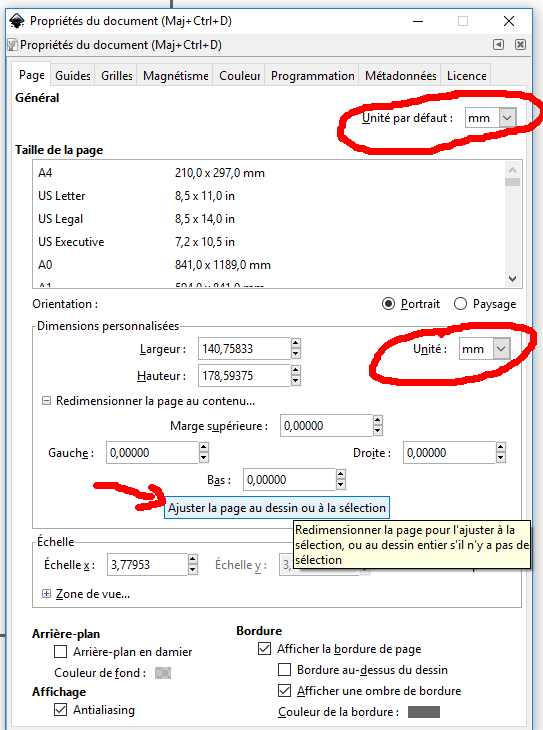 Propriétés du document (Maj+Ctrl+D)
Propriétés du document (Maj+Ctrl+D)
Page Guides Grilles Magnétisme Couleur Programmation Métadonnées Licence
Général
Unité par défaut : mm
Taille de la page
A4 210,0 x 297,0 mm
US Letter 8,5 x 11,0 in
US Legal 8,5 x 14,0 in
US Executive 7,2 x 10,5 in
A0 841,0 x 1189,0 mm
A1 594,0 x 841,0 mm
Orientation : Portrait Paysage
Dimensions personnalisées
Largeur : 140,75833 Unité : mm
Hauteur : 178,59375
Redimensionner la page au contenu...
Marge supérieure : 0,00000
Gauche : 0,00000 Droite : 0,00000
Bas : 0,00000
Ajuster la page au dessin ou à la sélection
Redimensionner la page pour l'ajuster à la
sélection, ou au dessin entier s'il n'y a pas de
sélection
Échelle
Échelle x : 3,77953 Échelle y : 3,
Zone de vue...
Arrière-plan
Arrière-plan en damier
Couleur de fond :
Affichage
Antialiasing
Bordure
Afficher la bordure de page
Bordure au-dessus du dessin
Afficher une ombre de bordure
Couleur de la bordure :